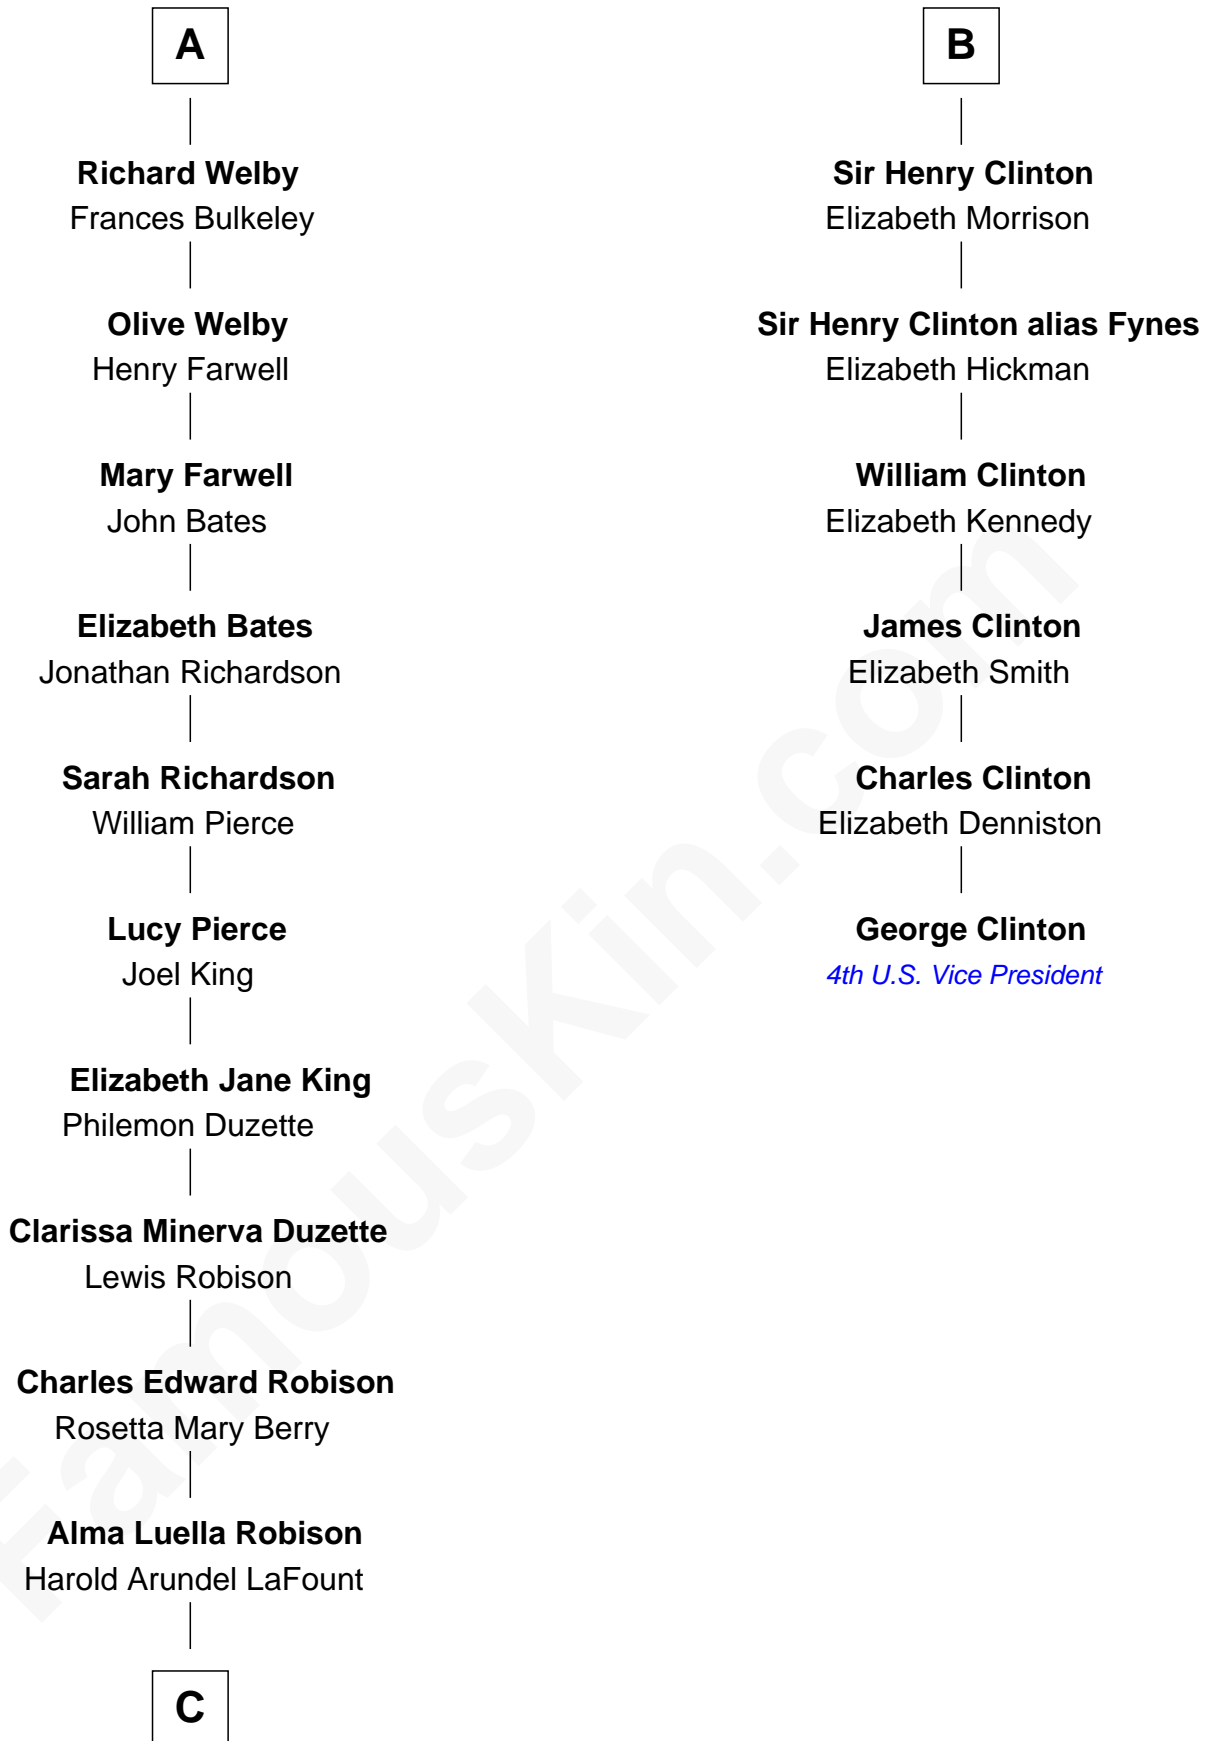 A
Richard Welby
Frances Bulkeley
Olive Welby
Henry Farwell
Mary Farwell
John Bates
Elizabeth Bates
Jonathan Richardson
Sarah Richardson
William Pierce
Lucy Pierce
Joel King
Elizabeth Jane King
Philemon Duzette
Clarissa Minerva Duzette
Lewis Robison
Charles Edward Robison
Rosetta Mary Berry
Alma Luella Robison
Harold Arundel LaFount
C
B
Sir Henry Clinton
Elizabeth Morrison
Sir Henry Clinton alias Fynes
Elizabeth Hickman
William Clinton
Elizabeth Kennedy
James Clinton
Elizabeth Smith
Charles Clinton
Elizabeth Denniston
George Clinton
4th U.S. Vice President
FamousKin.com